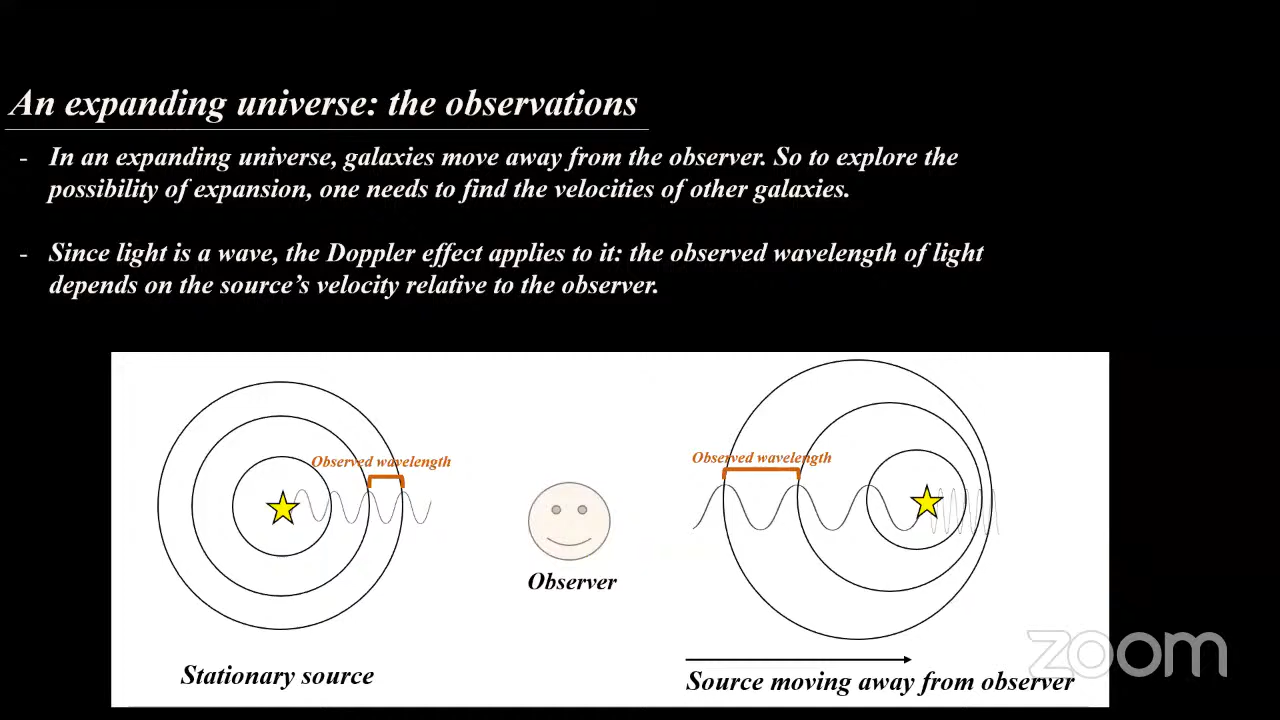 An expanding universe: the observations
- In an expanding universe, galaxies move away from the observer. So to explore the
possibility of expansion, one needs to find the velocities of other galaxies.
- Since light is a wave, the Doppler effect applies to it: the observed wavelength of light
depends on the source's velocity relative to the observer.
Observed wavelength
Observed wavelength
Observer
Stationary source
Source moving away from observer
zoom